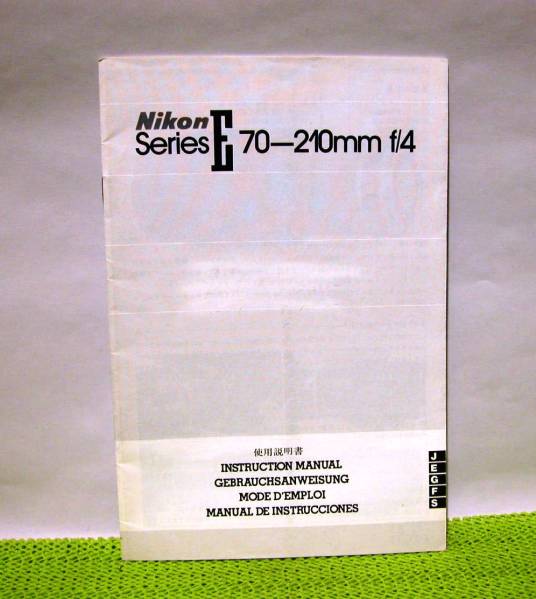 Nikon
Series E 70–210mm f/4
使用説明書
INSTRUCTION MANUAL
GEBRAUCHSANWEISUNG
MODE D'EMPLOI
MANUAL DE INSTRUCCIONES
J
E
G
F
S